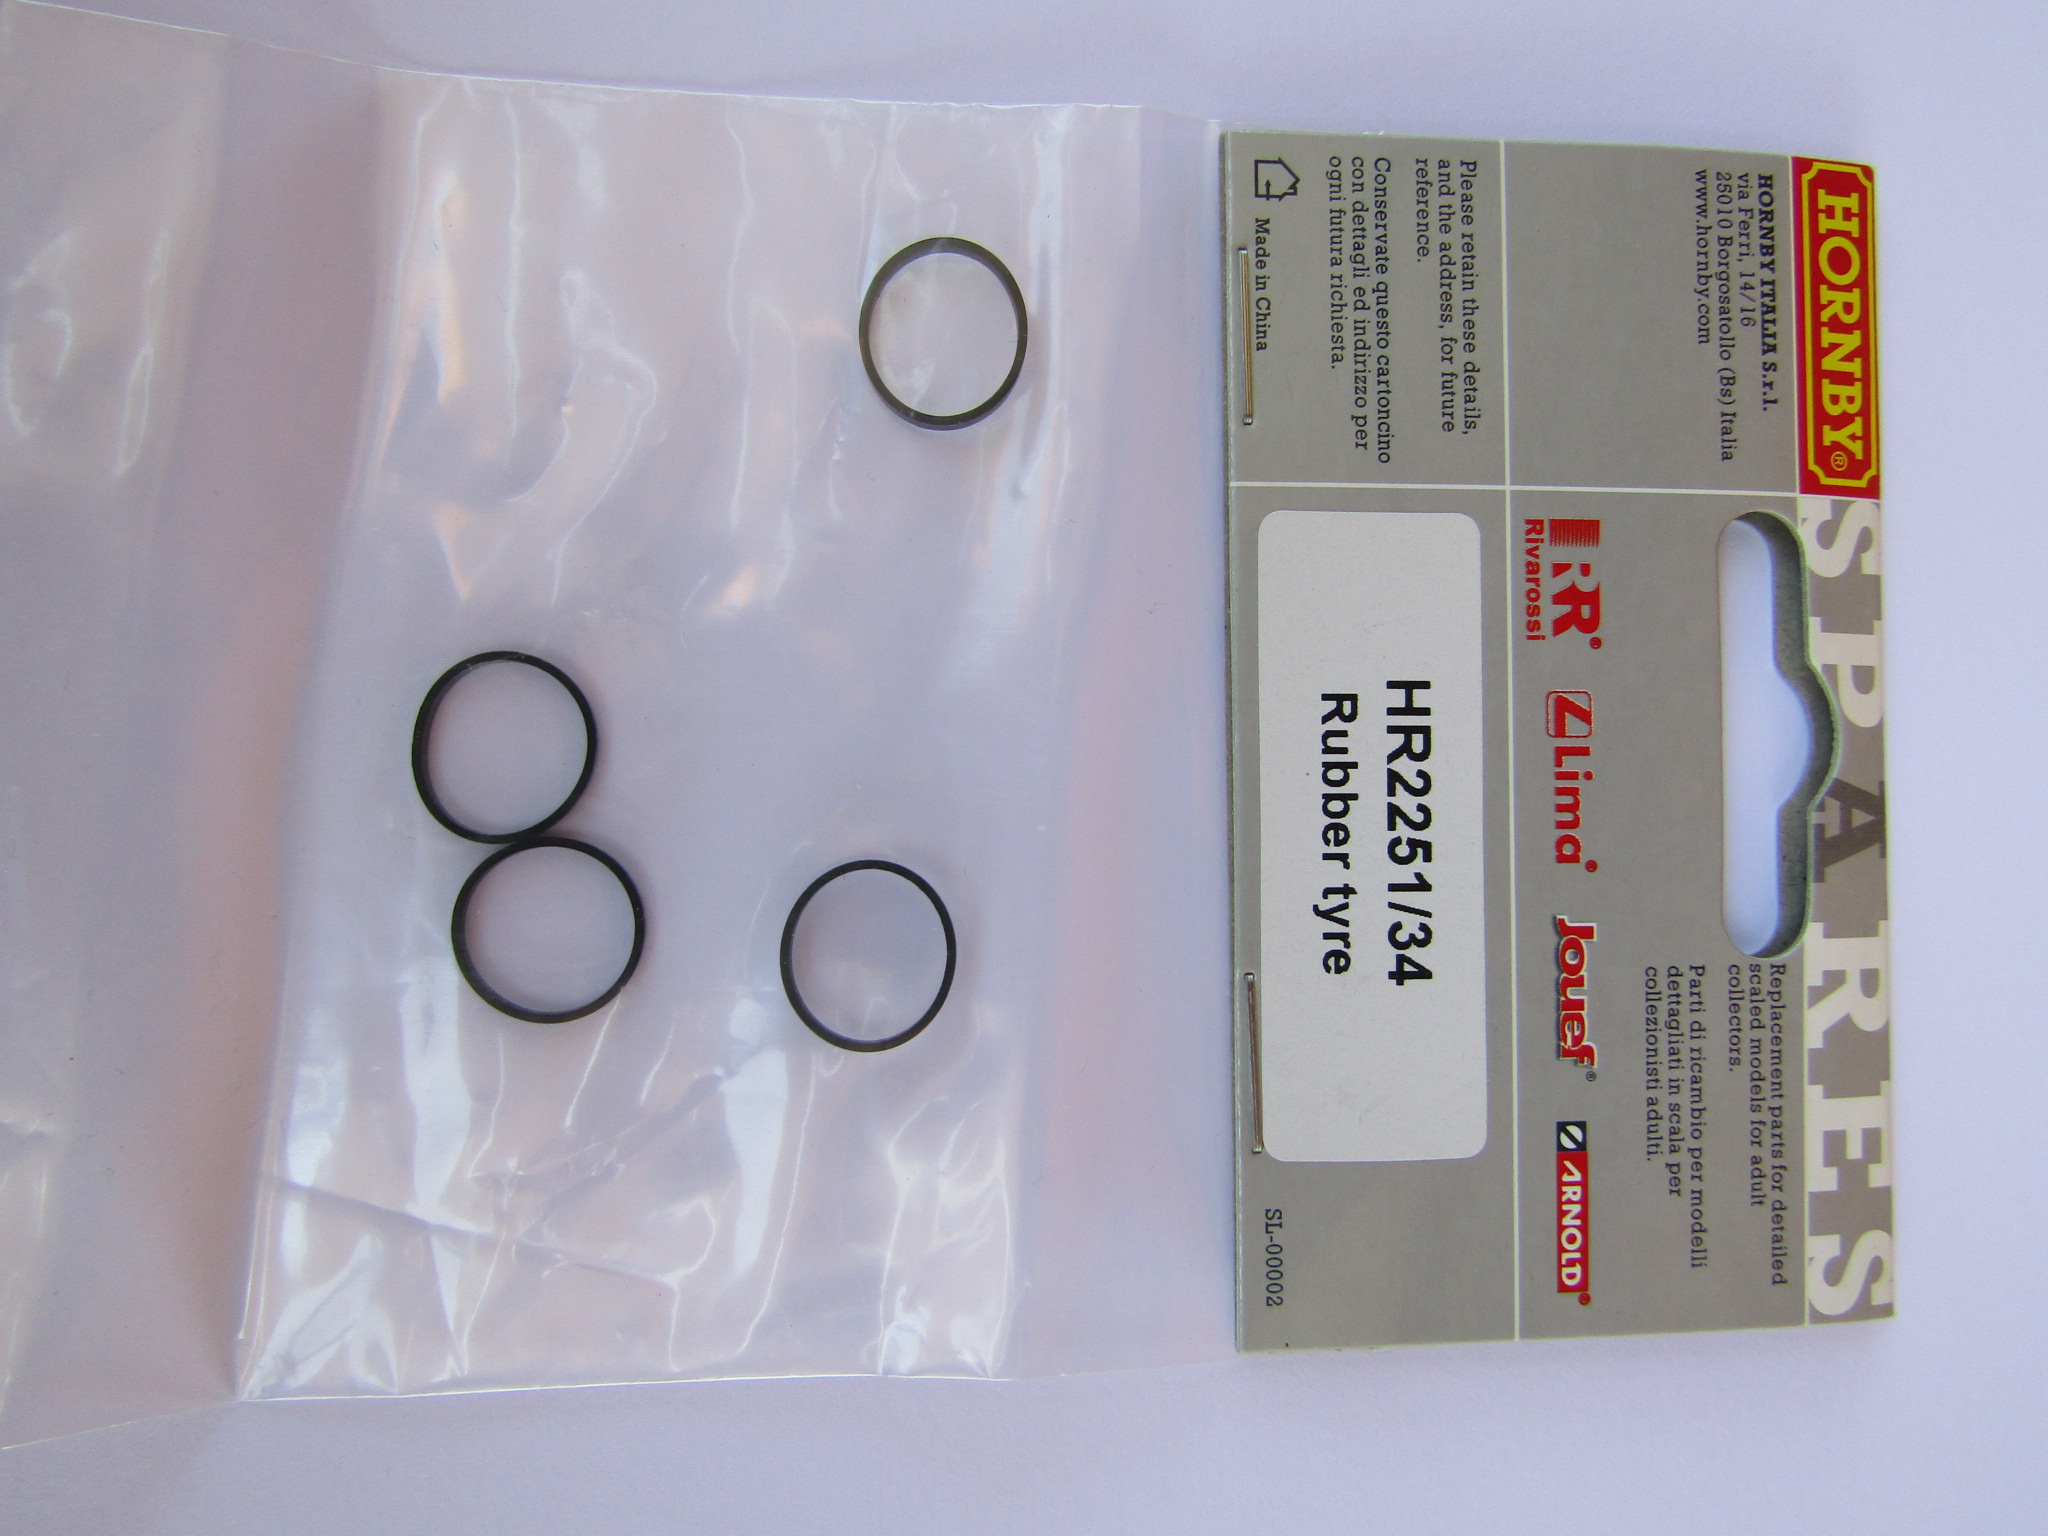 HORNBY®
SPARES
HORNBY ITALIA S.r.l.
via Ferri, 14/16
25010 Borgosatollo (Bs) Italia
www.hornby.com
Replacement parts for detailed
scaled models for adult
collectors.
Parti di ricambio per modelli
dettagliati in scala per
collezionisti adulti.
RR®
Rivarossi
Lima®
Jouef®
ARNOLD®
Please retain these details,
and the address, for future
reference.
Conservate questo cartoncino
con dettagli ed indirizzo per
ogni futura richiesta.
Made in China
HR2251/34
Rubber tyre
SL-00002